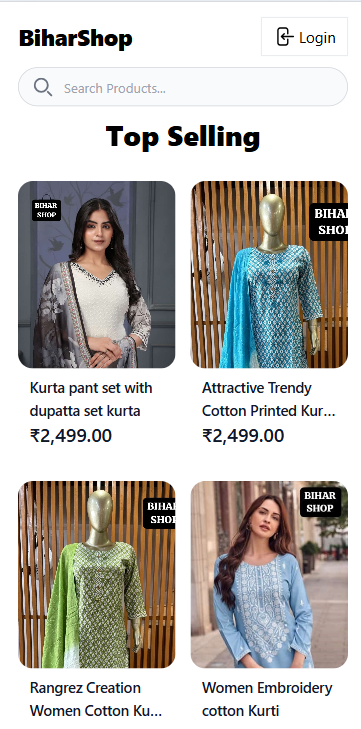 BiharShop
Login
Search Products...
Top Selling
BIHAR
SHOP
BIHAR
SHOP
Kurta pant set with
dupatta set kurta
₹2,499.00
Attractive Trendy
Cotton Printed Kur...
₹2,499.00
BIHAR
SHOP
BIHAR
SHOP
Rangrez Creation
Women Cotton Ku...
Women Embroidery
cotton Kurti